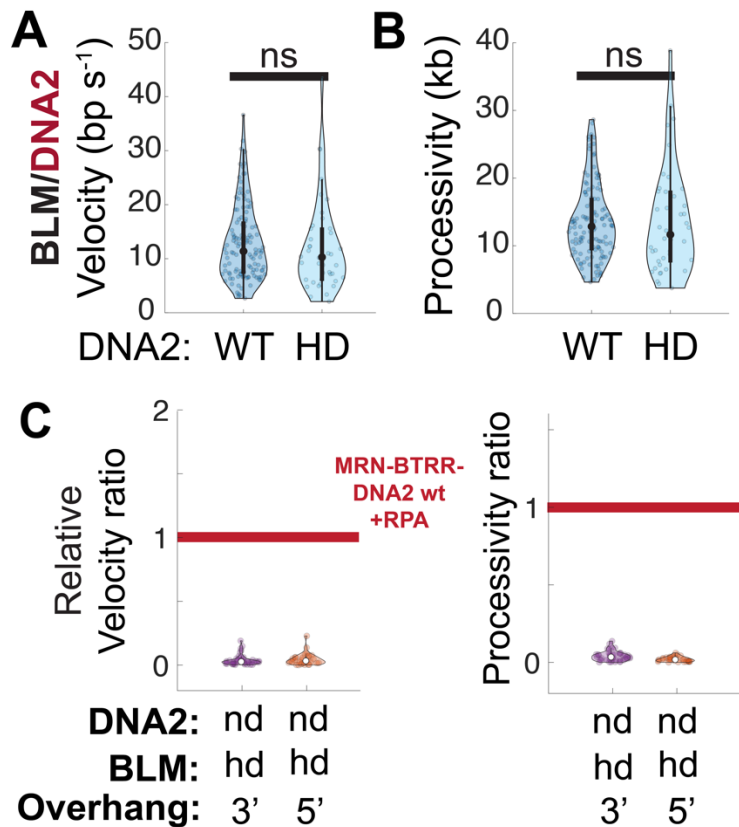 A
BLM/DNA2
Velocity (bp s⁻¹)
50
40
30
20
10
0
ns
DNA2: WT HD
B
Processivity (kb)
40
30
20
10
0
ns
WT HD
C
Relative
Velocity ratio
2
1
0
MRN-BTRR-
DNA2 wt
+RPA
Processivity ratio
1
0
DNA2: nd nd nd nd
BLM: hd hd hd hd
Overhang: 3' 5' 3' 5'